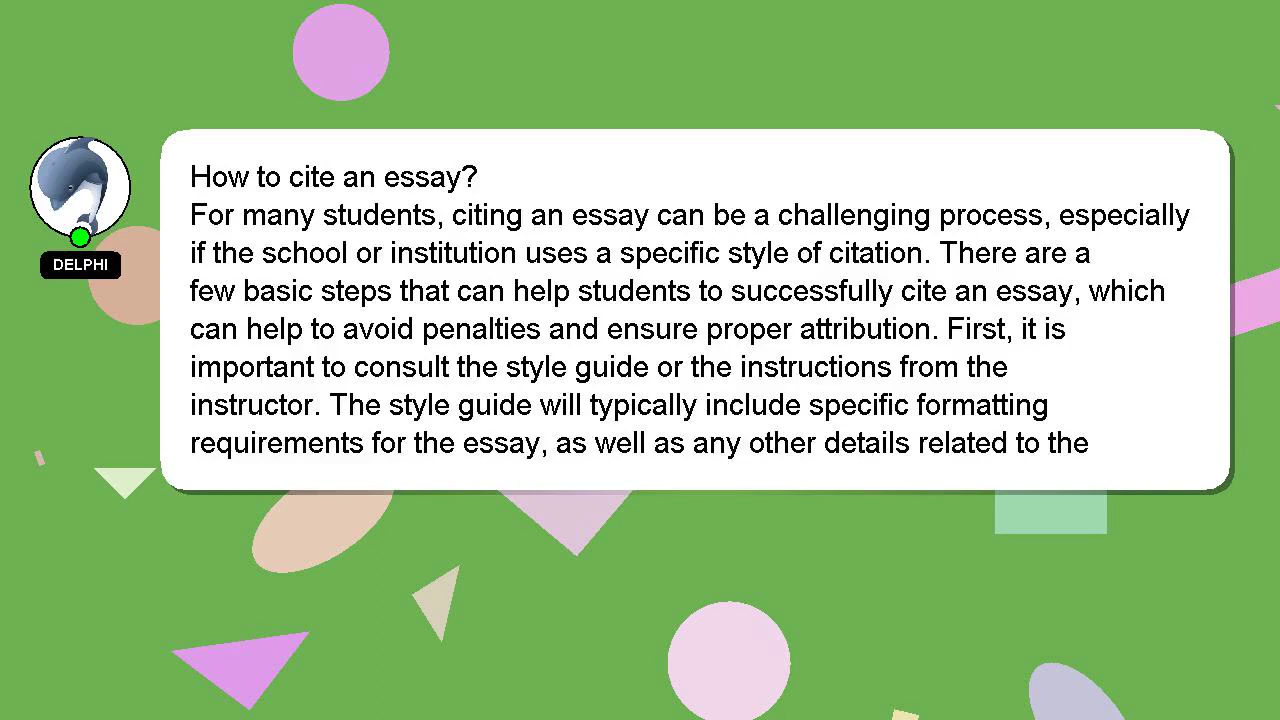 How to cite an essay?
For many students, citing an essay can be a challenging process, especially
if the school or institution uses a specific style of citation. There are a
few basic steps that can help students to successfully cite an essay, which
can help to avoid penalties and ensure proper attribution. First, it is
important to consult the style guide or the instructions from the
instructor. The style guide will typically include specific formatting
requirements for the essay, as well as any other details related to the
DELPHI